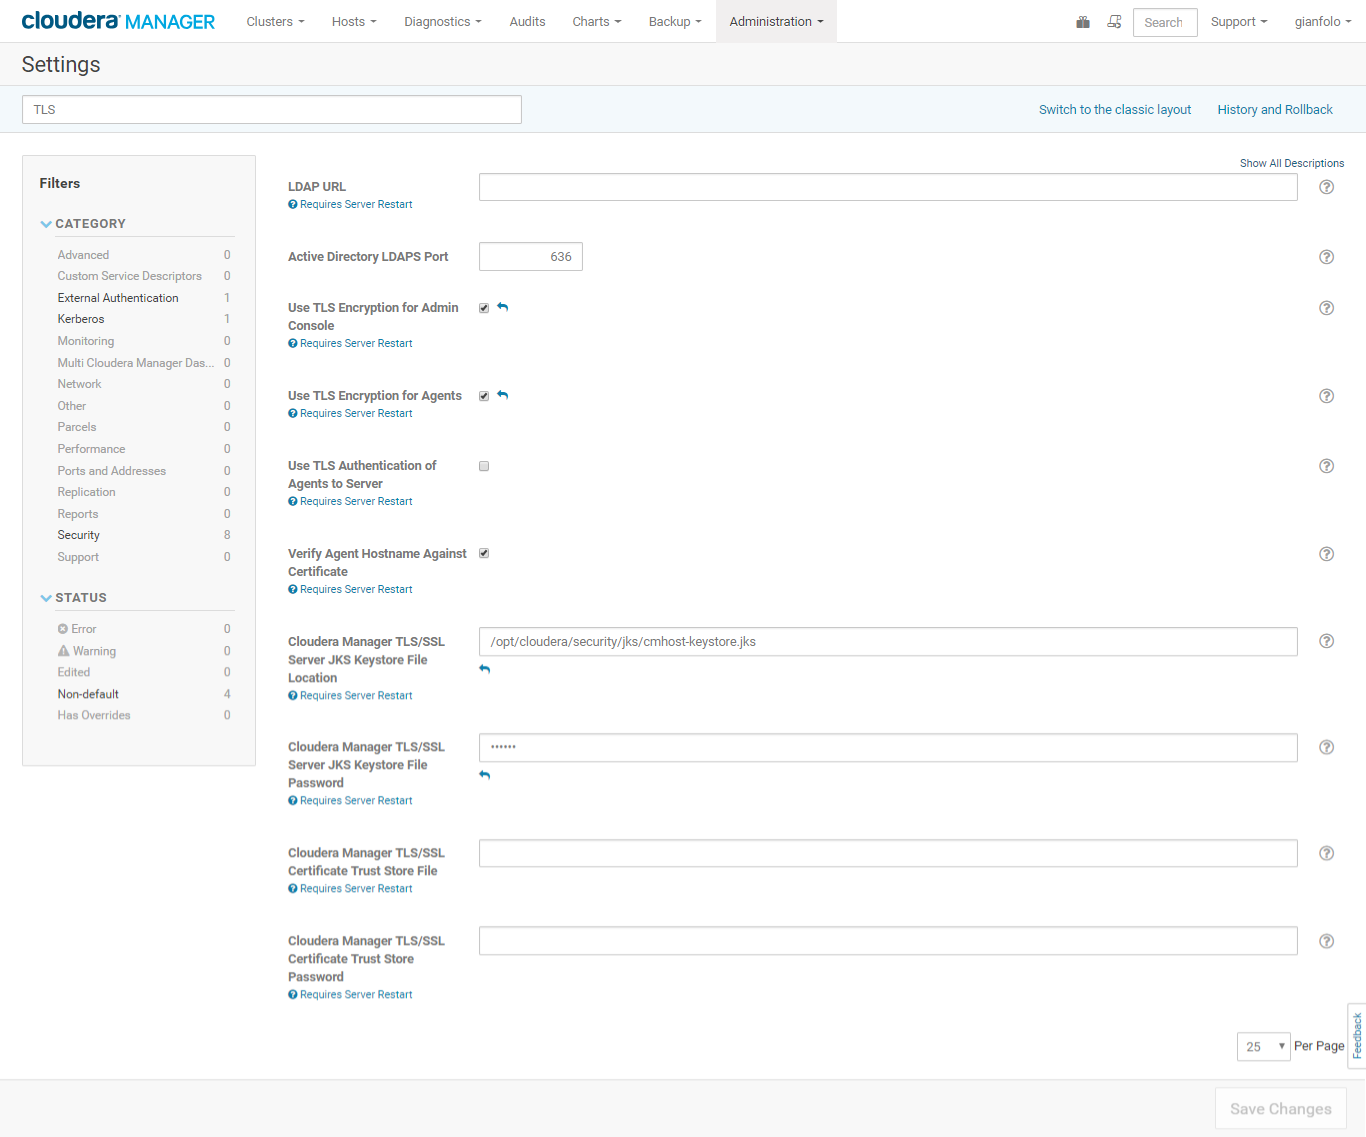 cloudera MANAGER Clusters Hosts Diagnostics Audits Charts Backup Administration Search Support gianfolo
Settings
TLS Switch to the classic layout History and Rollback
Show All Descriptions
Filters
CATEGORY
Advanced 0
Custom Service Descriptors 0
External Authentication 1
Kerberos 1
Monitoring 0
Multi Cloudera Manager Das... 0
Network 0
Other 0
Parcels 0
Performance 0
Ports and Addresses 0
Replication 0
Reports 0
Security 8
Support 0
STATUS
Error 0
Warning 0
Edited 0
Non-default 4
Has Overrides 0
LDAP URL
Requires Server Restart
Active Directory LDAPS Port 636
Use TLS Encryption for Admin
Console
Requires Server Restart
Use TLS Encryption for Agents
Requires Server Restart
Use TLS Authentication of
Agents to Server
Requires Server Restart
Verify Agent Hostname Against
Certificate
Requires Server Restart
Cloudera Manager TLS/SSL
Server JKS Keystore File
Location
/opt/cloudera/security/jks/cmhost-keystore.jks
Requires Server Restart
Cloudera Manager TLS/SSL
Server JKS Keystore File
Password
••••••
Requires Server Restart
Cloudera Manager TLS/SSL
Certificate Trust Store File
Requires Server Restart
Cloudera Manager TLS/SSL
Certificate Trust Store
Password
Requires Server Restart
25 Per Page
Feedback
Save Changes